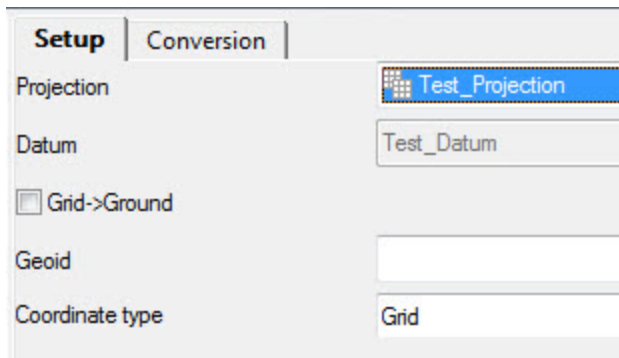 Setup Conversion
Projection Test_Projection
Datum Test_Datum
Grid->Ground
Geoid
Coordinate type Grid